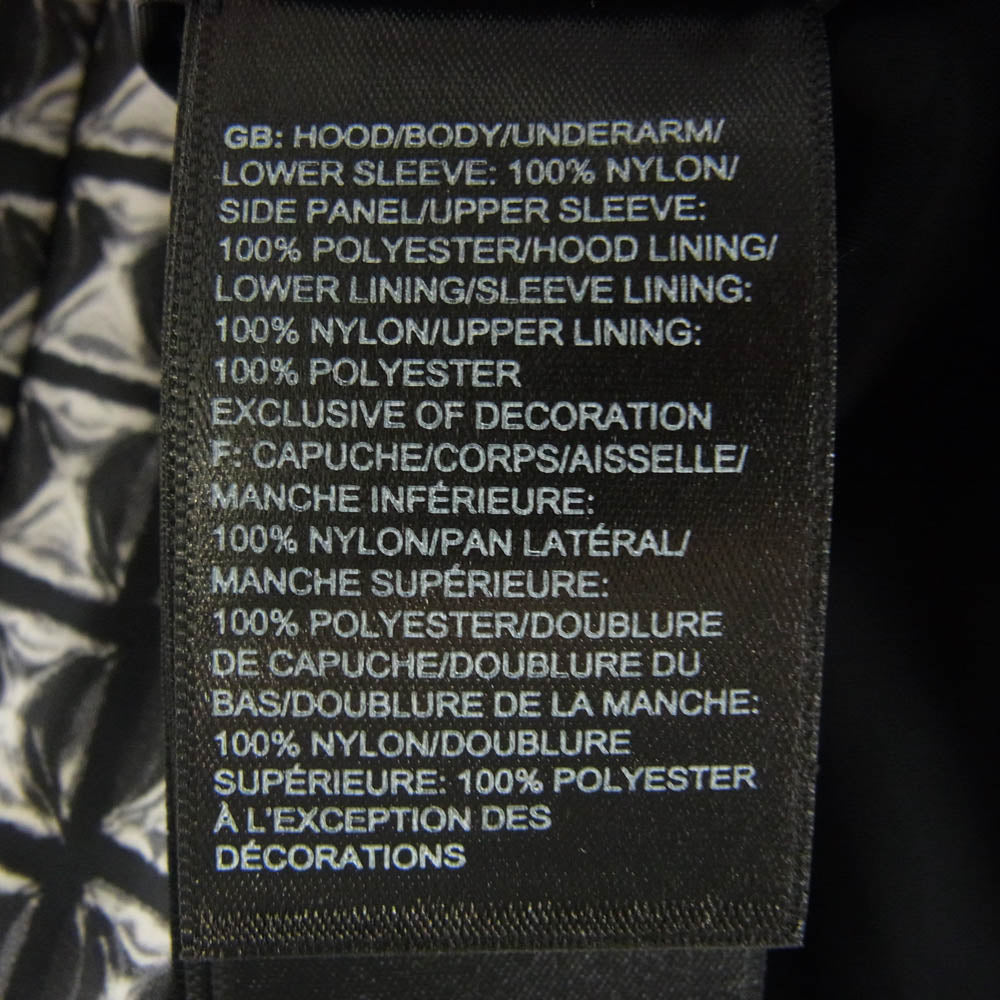 GB: HOOD/BODY/UNDERARM/
LOWER SLEEVE: 100% NYLON/
SIDE PANEL/UPPER SLEEVE:
100% POLYESTER/HOOD LINING/
LOWER LINING/SLEEVE LINING:
100% NYLON/UPPER LINING:
100% POLYESTER
EXCLUSIVE OF DECORATION
F: CAPUCHE/CORPS/AISSELLE/
MANCHE INFÉRIEURE:
100% NYLON/PAN LATÉRAL/
MANCHE SUPÉRIEURE:
100% POLYESTER/DOUBLURE
DE CAPUCHE/DOUBLURE DU
BAS/DOUBLURE DE LA MANCHE:
100% NYLON/DOUBLURE
SUPÉRIEURE: 100% POLYESTER
À L'EXCEPTION DES
DÉCORATIONS